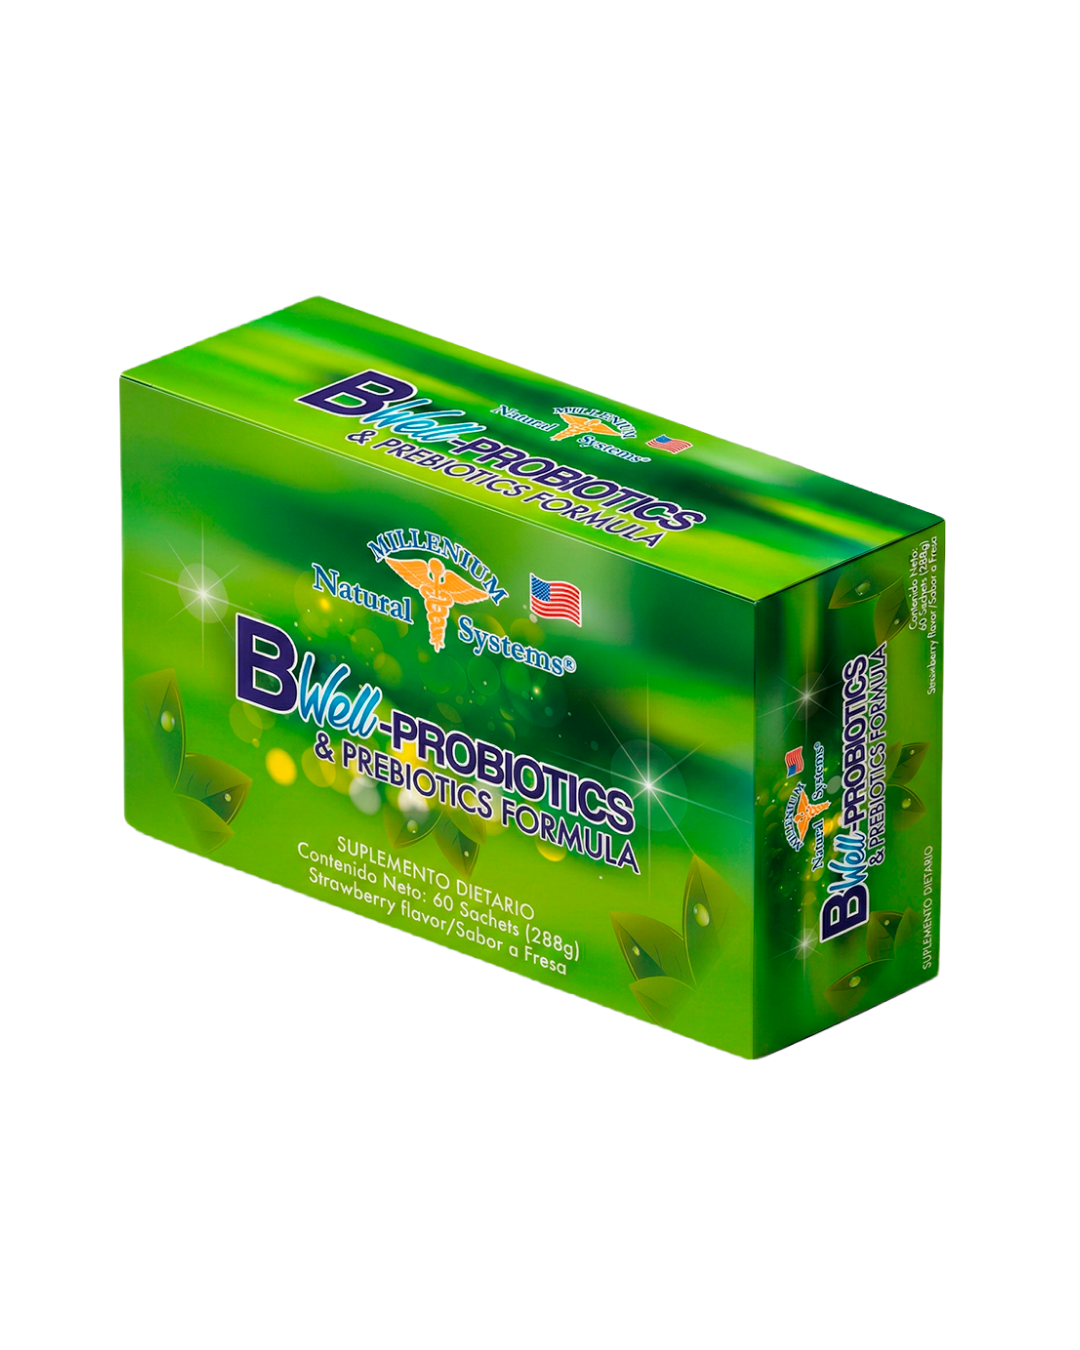 BWell-PROBIOTICS
& PREBIOTICS FORMULA
MILLENIUM
Natural Systems®
MILLENIUM
Natural Systems®
BWell-PROBIOTICS
& PREBIOTICS FORMULA
SUPLEMENTO DIETARIO
Contenido Neto: 60 Sachets (288g)
Strawberry flavor/Sabor a Fresa
MILLENIUM
Natural Systems®
BWell-PROBIOTICS
& PREBIOTICS FORMULA
SUPLEMENTO DIETARIO
Contenido Neto:
60 Sachets (288g)
Strawberry flavor/Sabor a Fresa